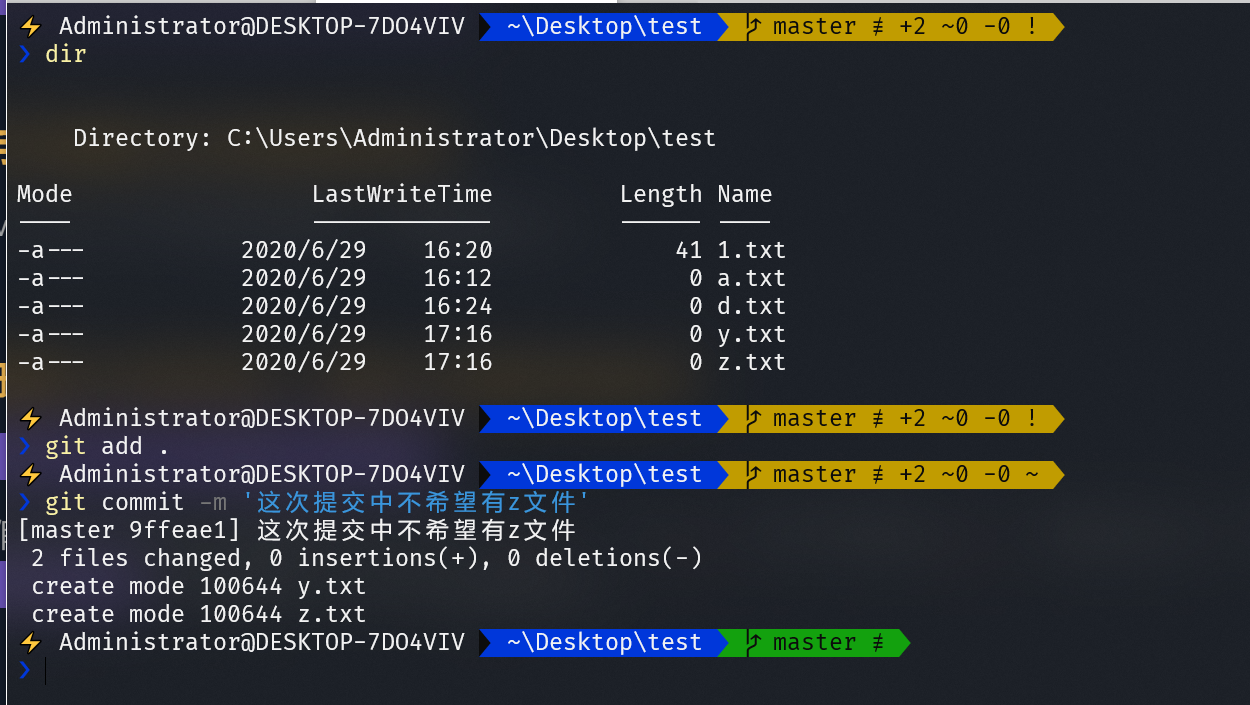 Administrator@DESKTOP-7DO4VIV ~\Desktop\test master ≢ +2 ~0 -0 !
❯ dir
Directory: C:\Users\Administrator\Desktop\test
Mode LastWriteTime Length Name
-a--- 2020/6/29 16:20 41 1.txt
-a--- 2020/6/29 16:12 0 a.txt
-a--- 2020/6/29 16:24 0 d.txt
-a--- 2020/6/29 17:16 0 y.txt
-a--- 2020/6/29 17:16 0 z.txt
Administrator@DESKTOP-7DO4VIV ~\Desktop\test master ≢ +2 ~0 -0 !
❯ git add .
Administrator@DESKTOP-7DO4VIV ~\Desktop\test master ≢ +2 ~0 -0 ~
❯ git commit -m '这次提交中不希望有z文件'
[master 9ffeae1] 这次提交中不希望有z文件
2 files changed, 0 insertions(+), 0 deletions(-)
create mode 100644 y.txt
create mode 100644 z.txt
Administrator@DESKTOP-7DO4VIV ~\Desktop\test master ≢
❯